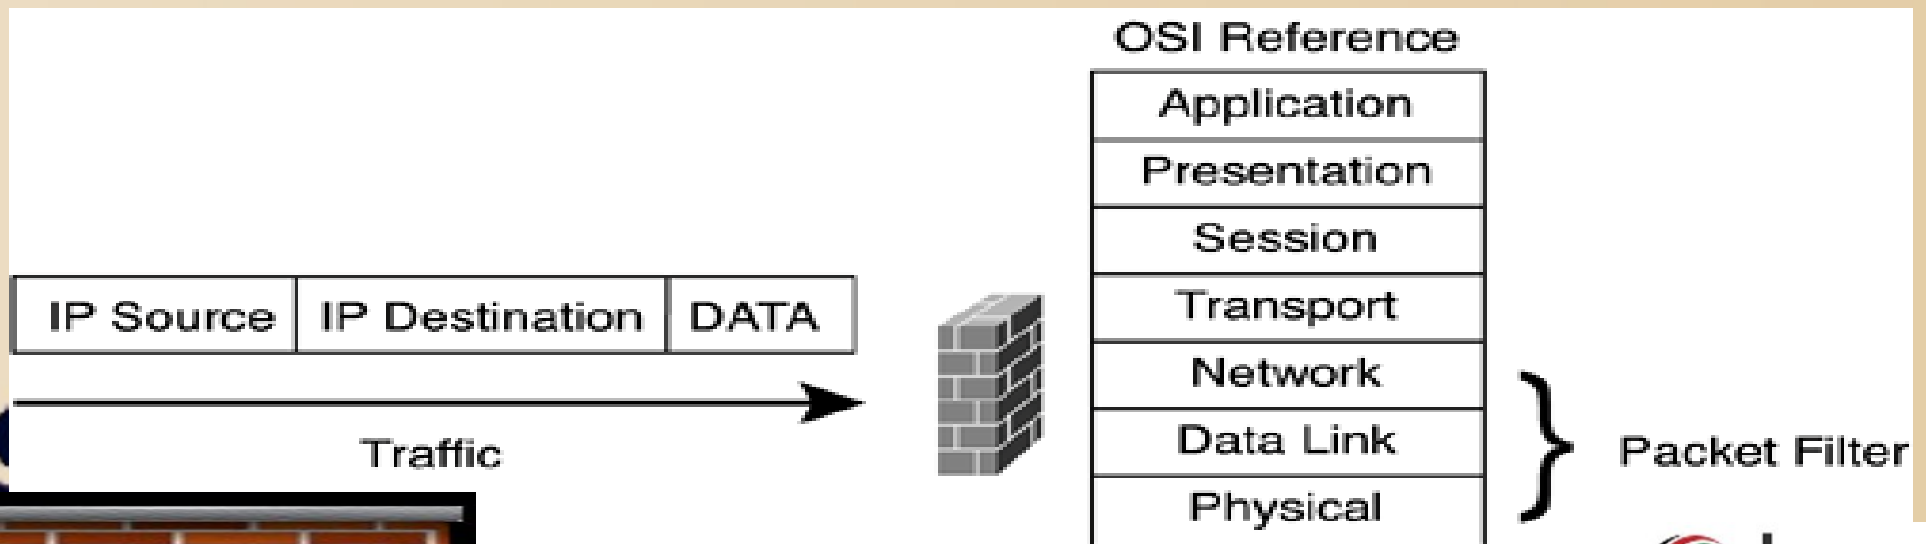 OSI Reference
Application
Presentation
Session
Transport
Network
Data Link
Physical
IP Source IP Destination DATA
Traffic
Packet Filter